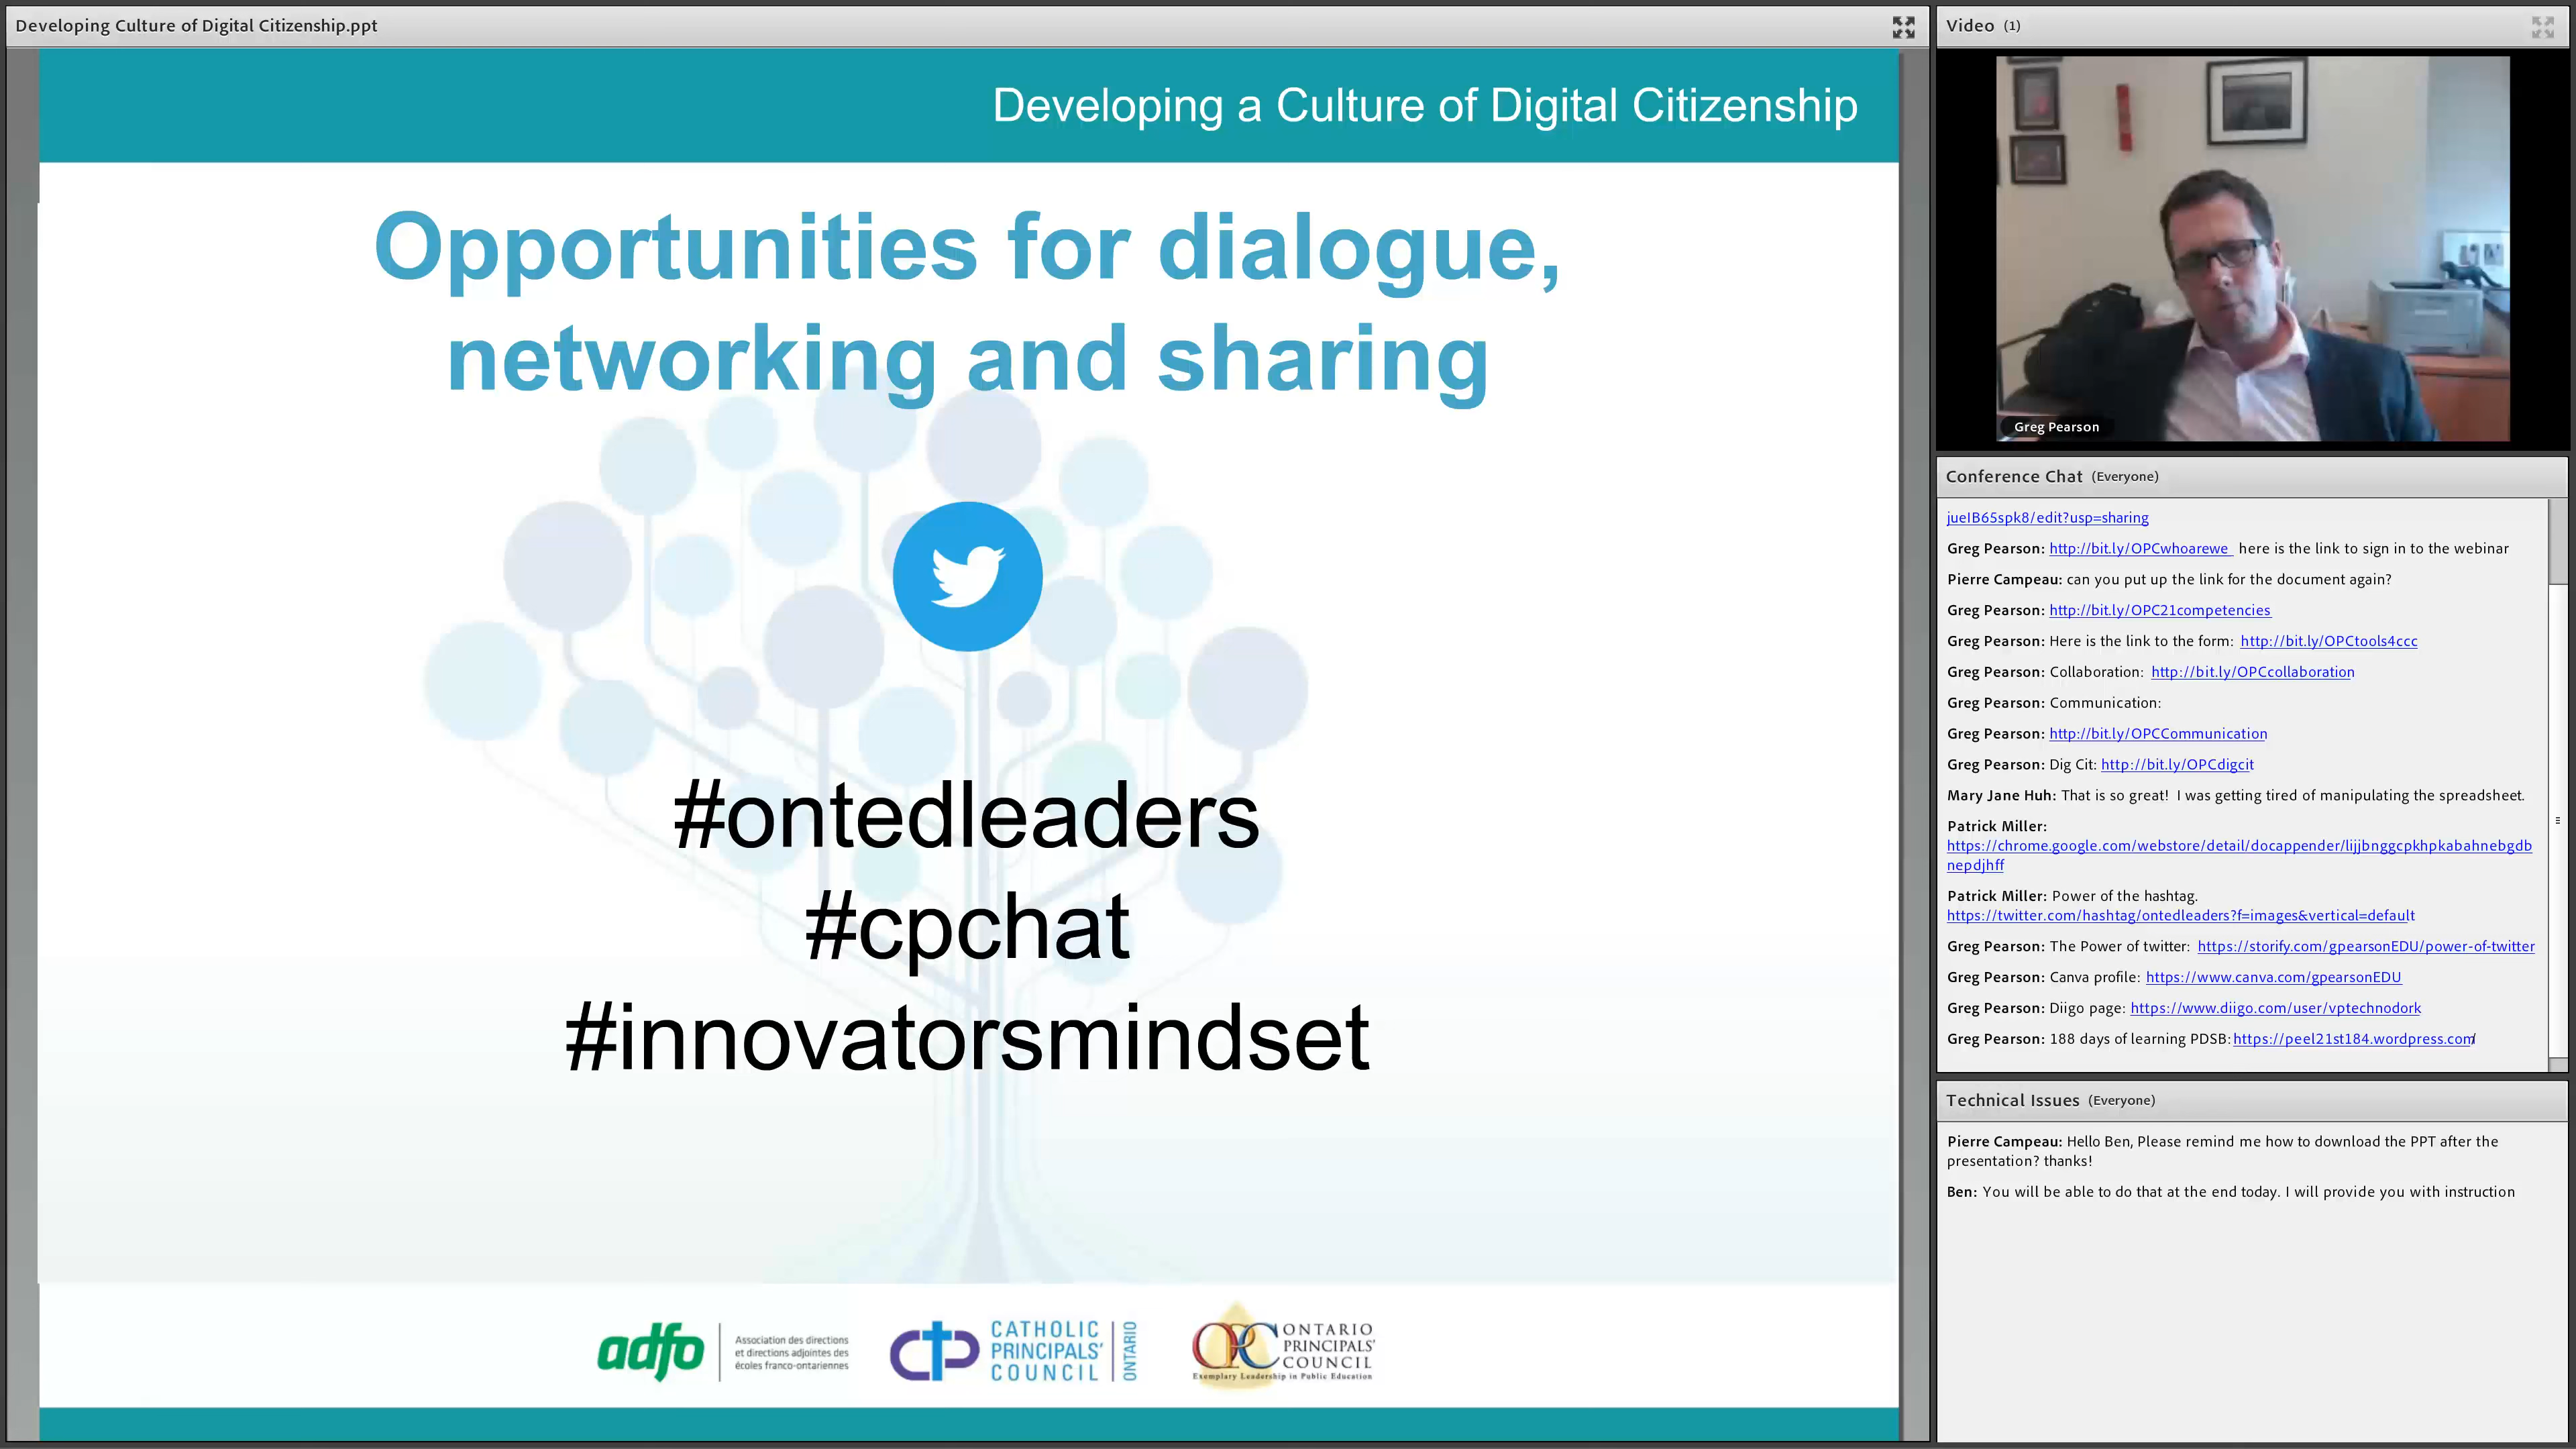 Developing Culture of Digital Citizenship.ppt
Developing a Culture of Digital Citizenship
Opportunities for dialogue,
networking and sharing
#ontedleaders
#cpchat
#innovatorsmindset
adfo
Association des directions
et directions adjointes des
écoles franco-ontariennes
CATHOLIC
PRINCIPALS'
COUNCIL
ONTARIO
OPC
ONTARIO
PRINCIPALS'
COUNCIL
Exemplary Leadership in Public Education
Video (1)
Greg Pearson
Conference Chat (Everyone)
jueIB65spk8/edit?usp=sharing
Greg Pearson: http://bit.ly/OPCwhoarewe here is the link to sign in to the webinar
Pierre Campeau: can you put up the link for the document again?
Greg Pearson: http://bit.ly/OPC21competencies
Greg Pearson: Here is the link to the form: http://bit.ly/OPCtools4ccc
Greg Pearson: Collaboration: http://bit.ly/OPCcollaboration
Greg Pearson: Communication:
Greg Pearson: http://bit.ly/OPCCommunication
Greg Pearson: Dig Cit: http://bit.ly/OPCdigcit
Mary Jane Huh: That is so great! I was getting tired of manipulating the spreadsheet.
Patrick Miller:
https://chrome.google.com/webstore/detail/docappender/lijjbnggcpkhpkabahnebgdb
nepdjhff
Patrick Miller: Power of the hashtag.
https://twitter.com/hashtag/ontedleaders?f=images&vertical=default
Greg Pearson: The Power of twitter: https://storify.com/gpearsonEDU/power-of-twitter
Greg Pearson: Canva profile: https://www.canva.com/gpearsonEDU
Greg Pearson: Diigo page: https://www.diigo.com/user/vptechnodork
Greg Pearson: 188 days of learning PDSB: https://peel21st184.wordpress.com/
Technical Issues (Everyone)
Pierre Campeau: Hello Ben, Please remind me how to download the PPT after the
presentation? thanks!
Ben: You will be able to do that at the end today. I will provide you with instruction